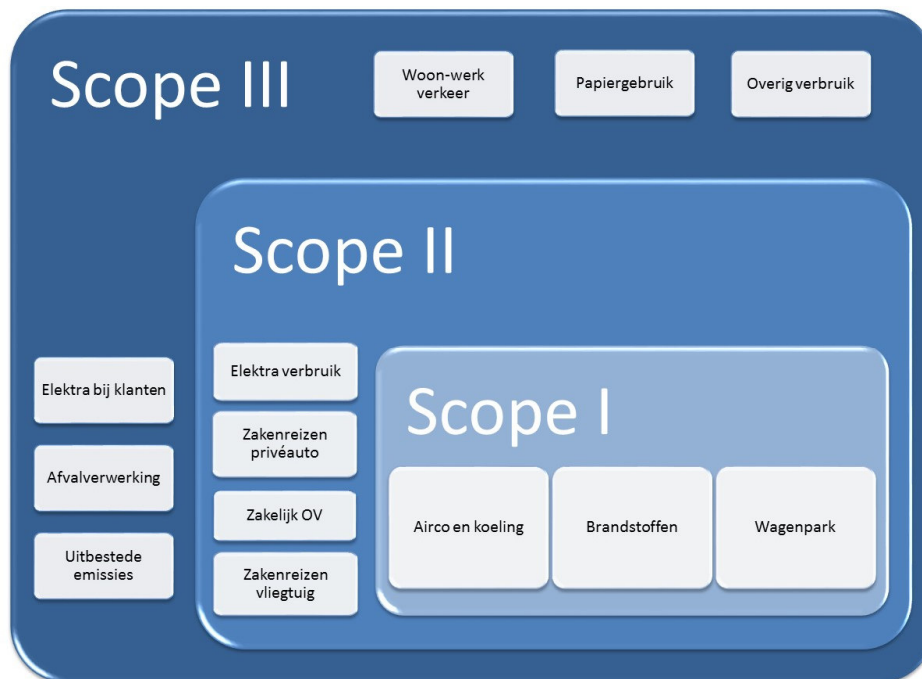 Scope III
Woon-werk
verkeer
Papiergebruik
Overig verbruik
Scope II
Elektra bij klanten
Afvalverwerking
Uitbestede
emissies
Elektra verbruik
Zakenreizen
privéauto
Zakelijk OV
Zakenreizen
vliegtuig
Scope I
Airco en koeling
Brandstoffen
Wagenpark